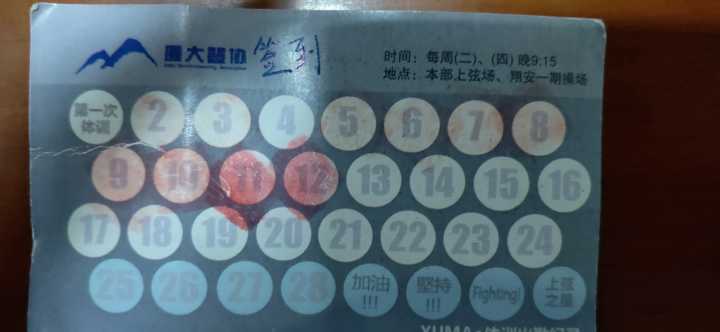 厦大登协 签到
时间：每周(二)、(四)晚9:15
地点：本部上弦场、翔安一期操场
第一次体训 2 3 4 5 6 7 8
9 10 11 12 13 14 15 16
17 18 19 20 21 22 23 24
25 26 27 28 加油!!! 堅持!!! Fighting! 上弦之星